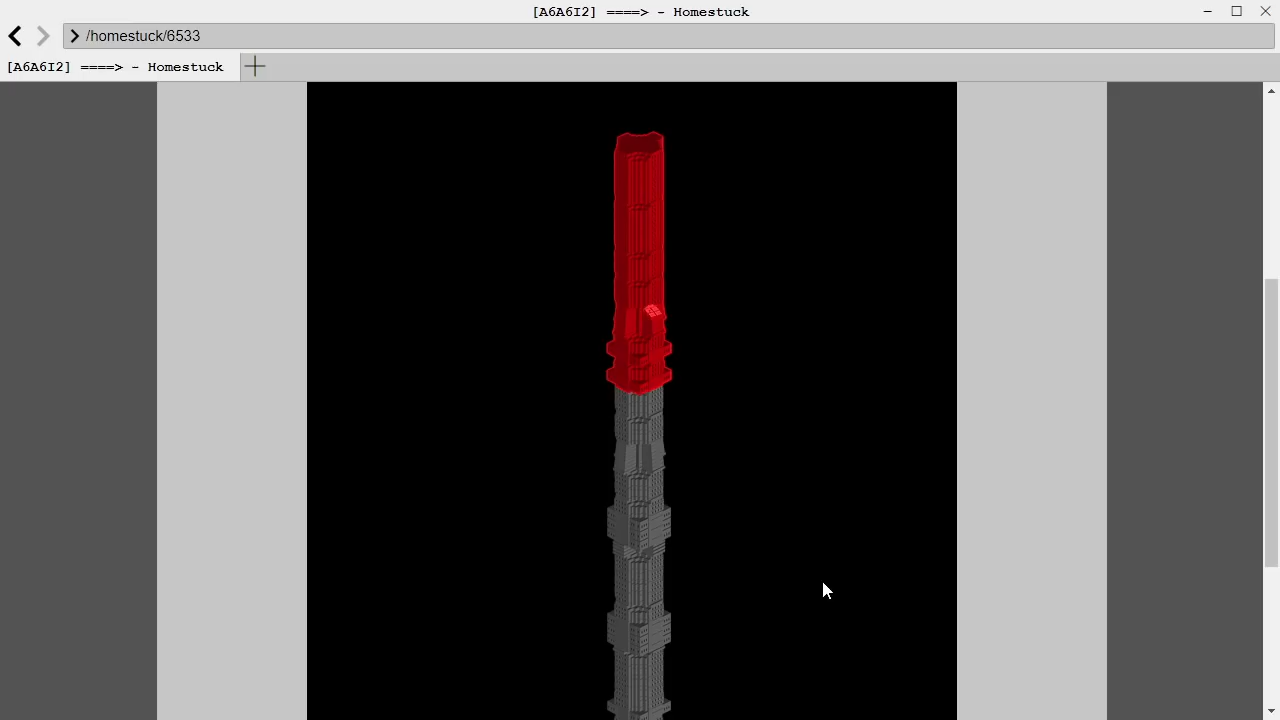 [A6A6I2] ====> - Homestuck
/homestuck/6533
[A6A6I2] ====> - Homestuck